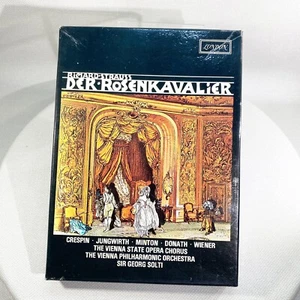 LONDON
RICHARD STRAUSS
DER ROSENKAVALIER
CRESPIN · JUNGWIRTH · MINTON · DONATH · WIENER
THE VIENNA STATE OPERA CHORUS
THE VIENNA PHILHARMONIC ORCHESTRA
SIR GEORG SOLTI